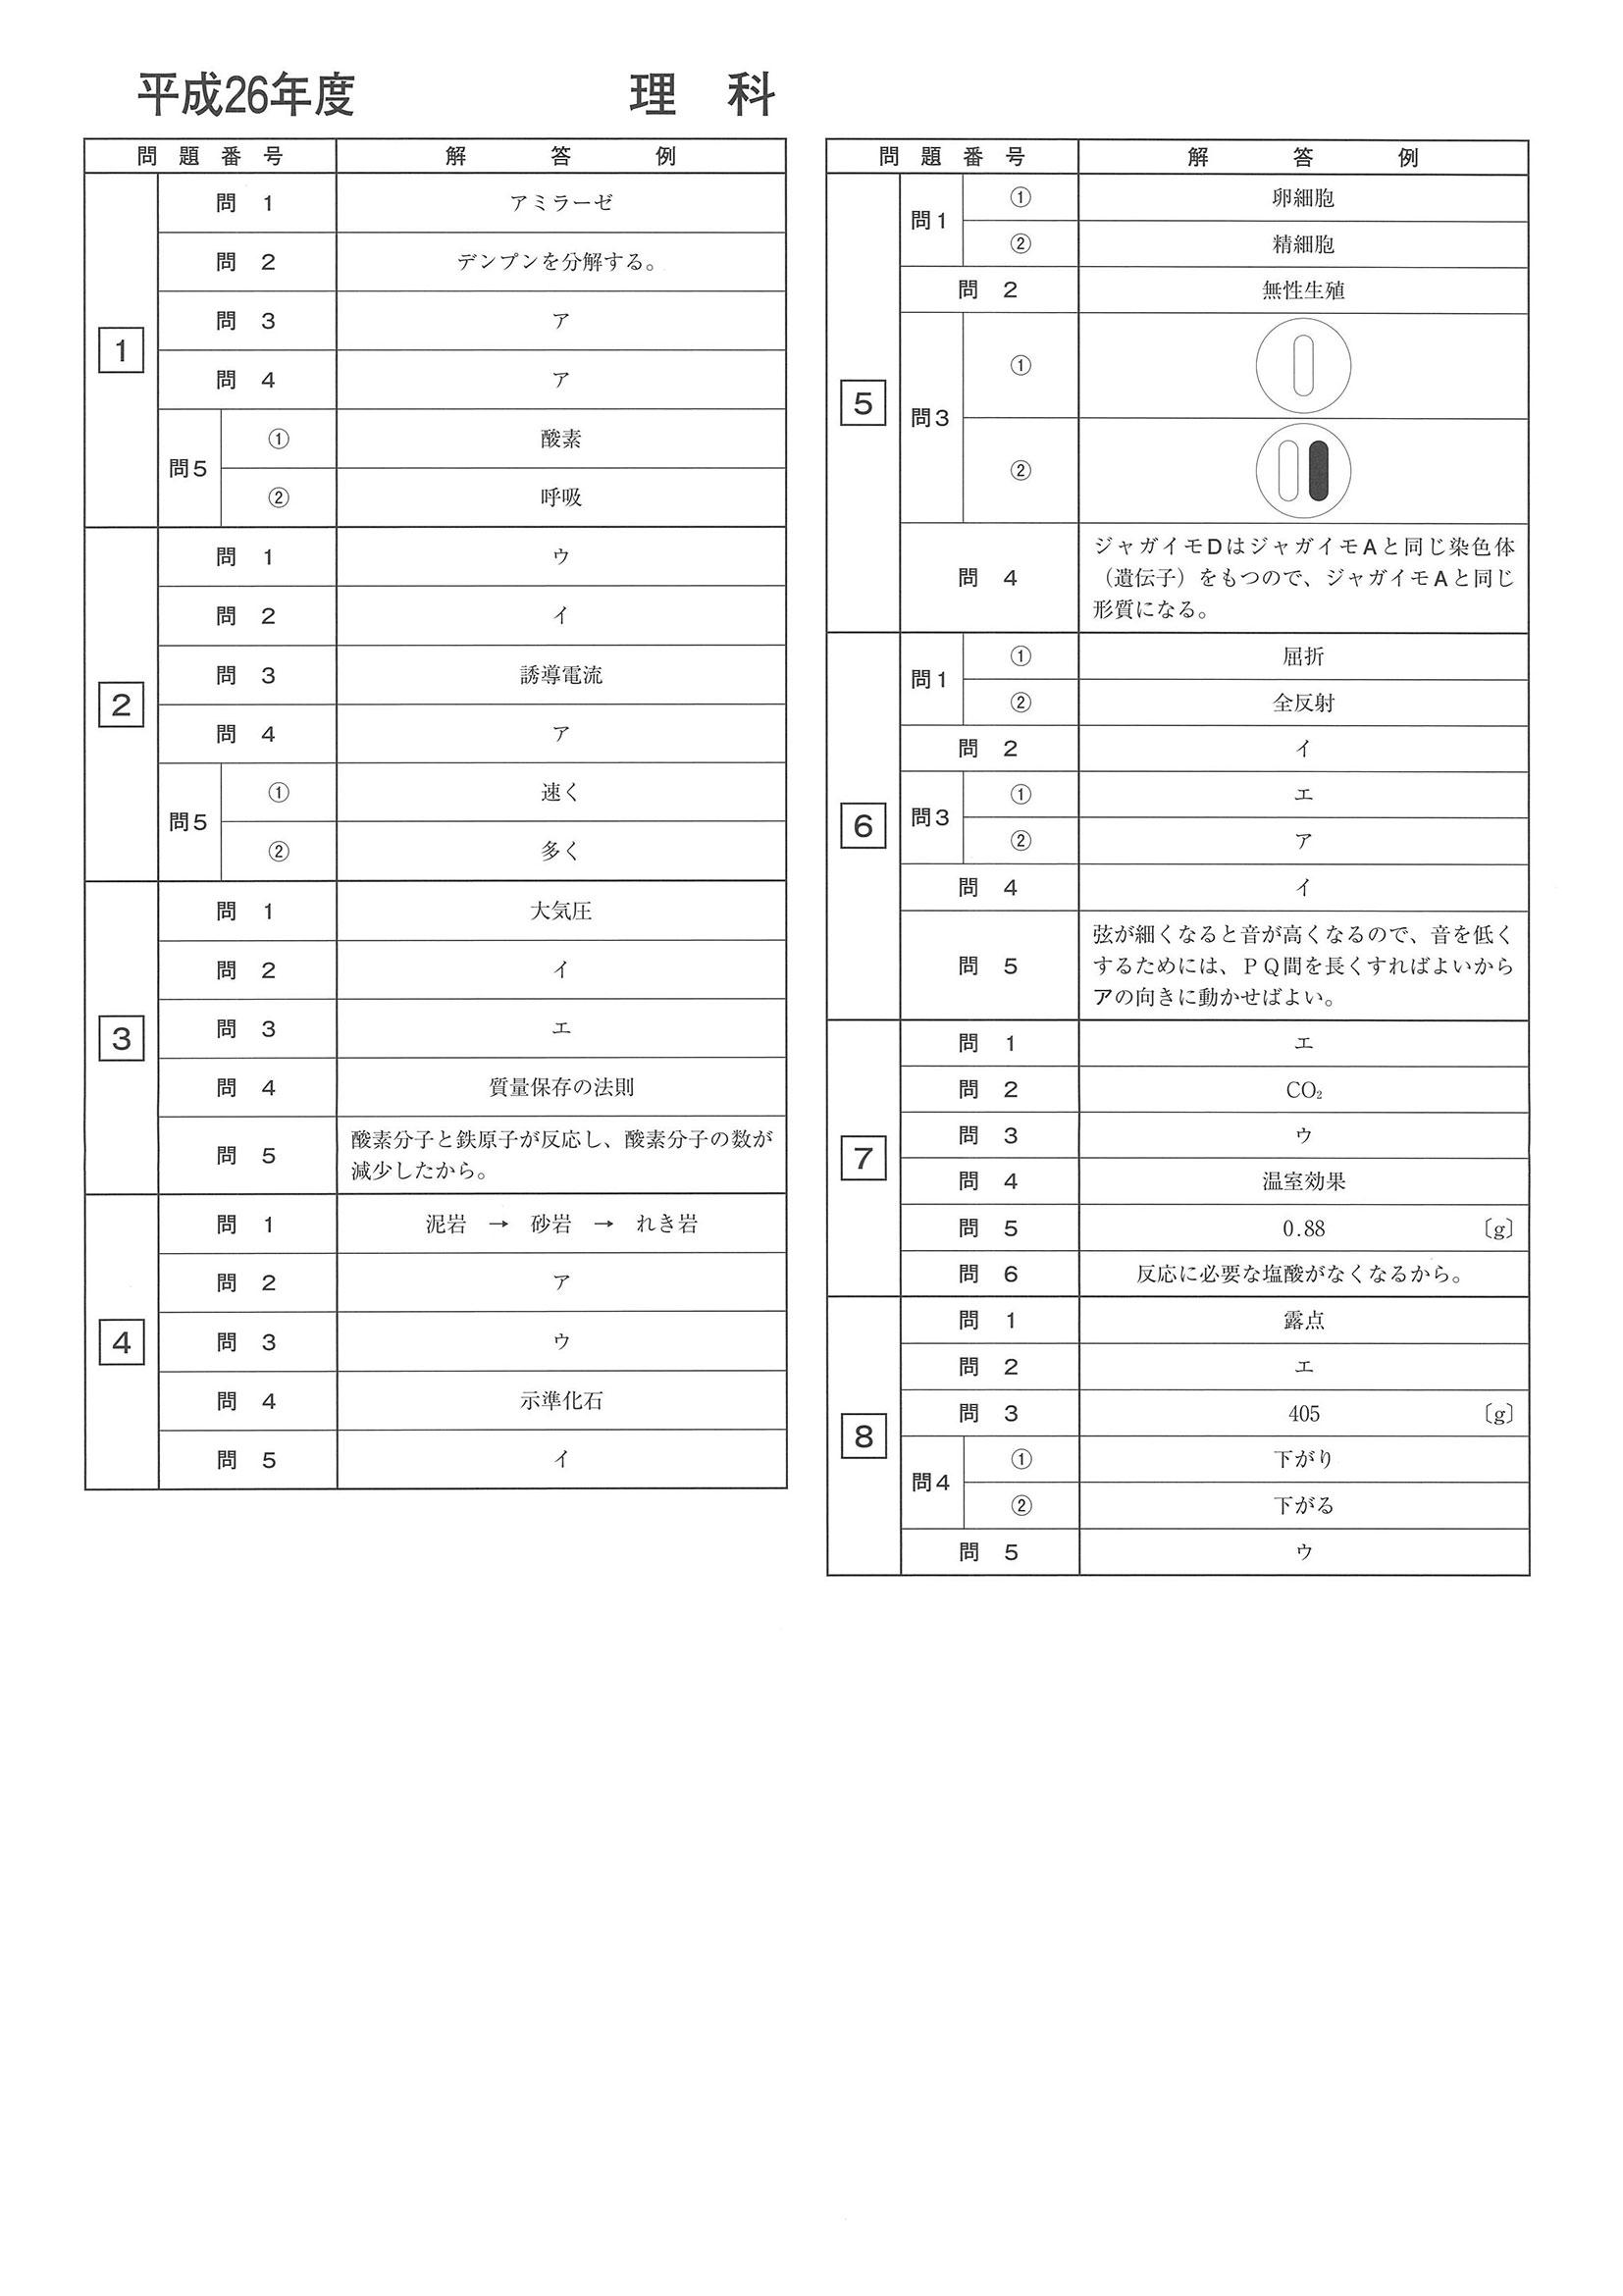 平成26年度 理 科
問 題 番 号 解 答 例
1
問 1 アミラーゼ
問 2 デンプンを分解する。
問 3 ア
問 4 ア
問5
① 酸素
② 呼吸
2
問 1 ウ
問 2 イ
問 3 誘導電流
問 4 ア
問5
① 速く
② 多く
3
問 1 大気圧
問 2 イ
問 3 エ
問 4 質量保存の法則
問 5 酸素分子と鉄原子が反応し、酸素分子の数が
減少したから。
4
問 1 泥岩 → 砂岩 → れき岩
問 2 ア
問 3 ウ
問 4 示準化石
問 5 イ
問 題 番 号 解 答 例
5
問1
① 卵細胞
② 精細胞
問 2 無性生殖
問3
①
②
問 4 ジャガイモDはジャガイモAと同じ染色体
（遺伝子）をもつので、ジャガイモAと同じ
形質になる。
6
問1
① 屈折
② 全反射
問 2 イ
問3
① エ
② ア
問 4 イ
問 5 弦が細くなると音が高くなるので、音を低く
するためには、ＰＱ間を長くすればよいから
アの向きに動かせばよい。
7
問 1 エ
問 2 CO₂
問 3 ウ
問 4 温室効果
問 5 0.88 〔g〕
問 6 反応に必要な塩酸がなくなるから。
8
問 1 露点
問 2 エ
問 3 405 〔g〕
問4
① 下がり
② 下がる
問 5 ウ